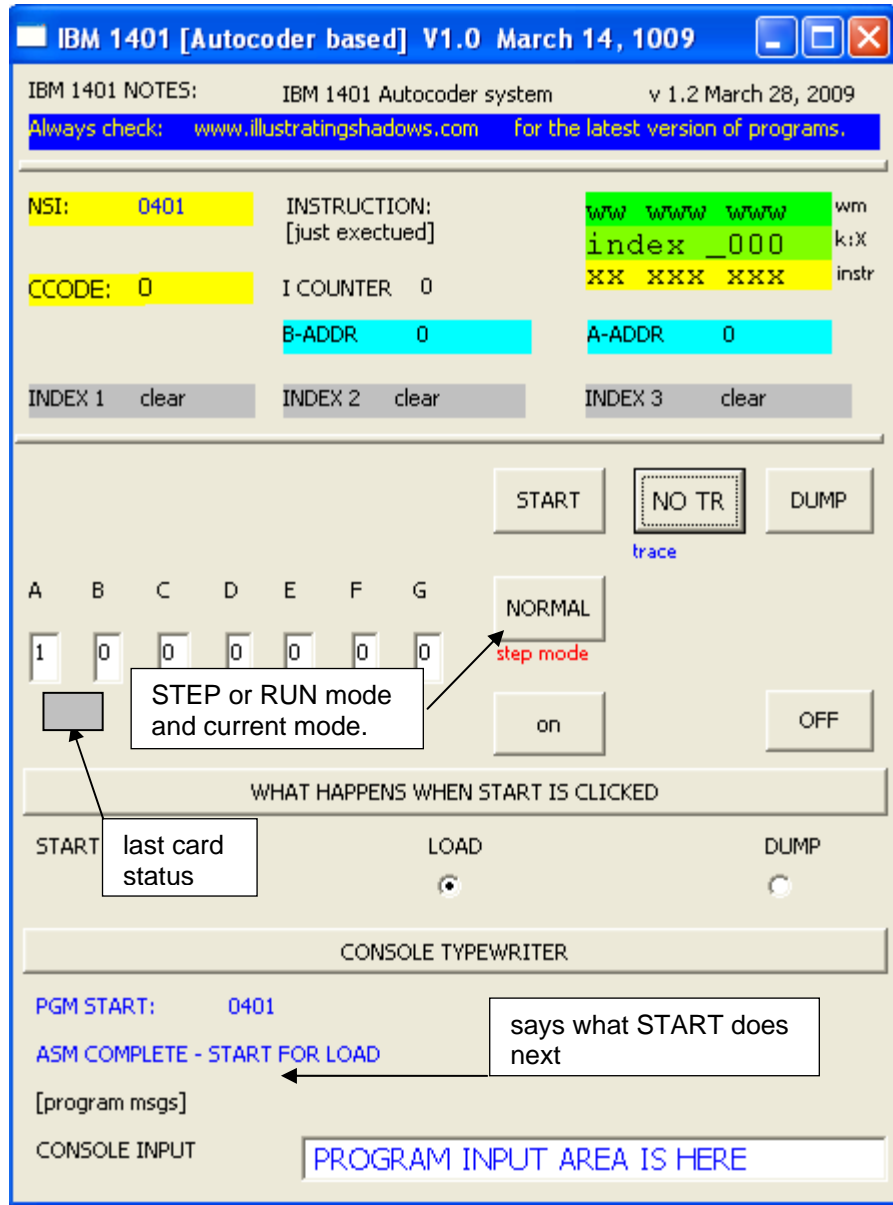 IBM 1401 [Autocoder based] V1.0 March 14, 1009
IBM 1401 NOTES: IBM 1401 Autocoder system v 1.2 March 28, 2009
Always check: www.illustratingshadows.com for the latest version of programs.
NSI: 0401 INSTRUCTION: WW WWW WWW wm
[just exectued] index _000 k:X
CCODE: 0 I COUNTER 0 XX XXX XXX instr
B-ADDR 0 A-ADDR 0
INDEX 1 clear INDEX 2 clear INDEX 3 clear
START NO TR DUMP
trace
A B C D E F G NORMAL
1 0 0 0 0 0 0 step mode
STEP or RUN mode
and current mode.
on OFF
WHAT HAPPENS WHEN START IS CLICKED
START LOAD DUMP
last card
status
CONSOLE TYPEWRITER
PGM START: 0401
says what START does
next
ASM COMPLETE - START FOR LOAD
[program msgs]
CONSOLE INPUT PROGRAM INPUT AREA IS HERE